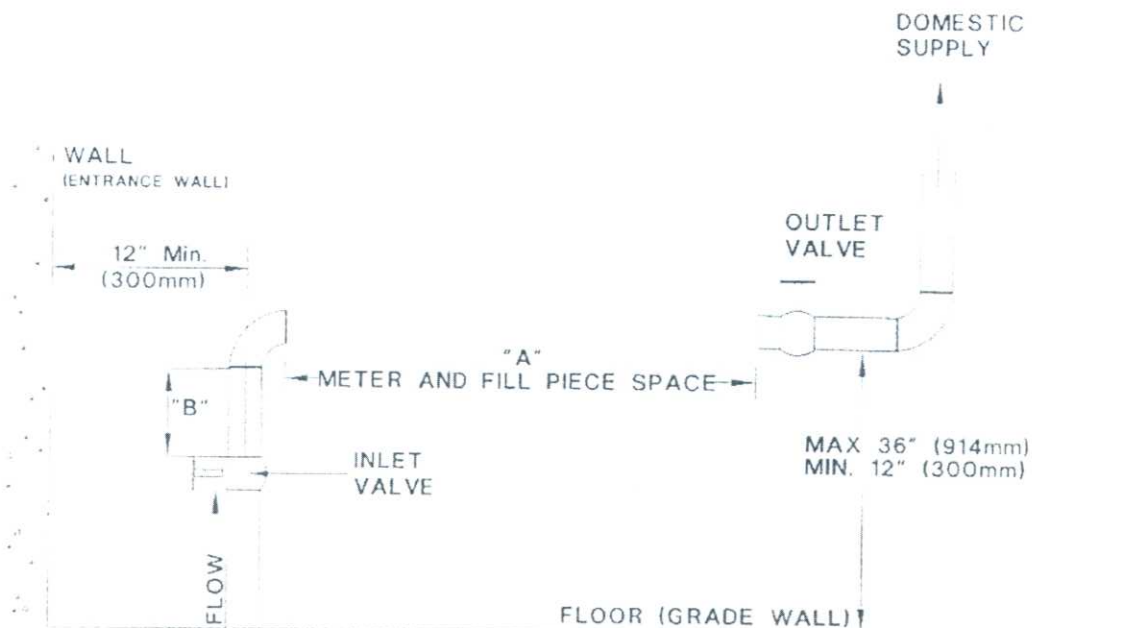 DOMESTIC
SUPPLY
WALL
(ENTRANCE WALL)
12" Min.
(300mm)
OUTLET
VALVE
"A"
METER AND FILL PIECE SPACE
"B"
INLET
VALVE
MAX 36" (914mm)
MIN. 12" (300mm)
FLOW
FLOOR (GRADE WALL)